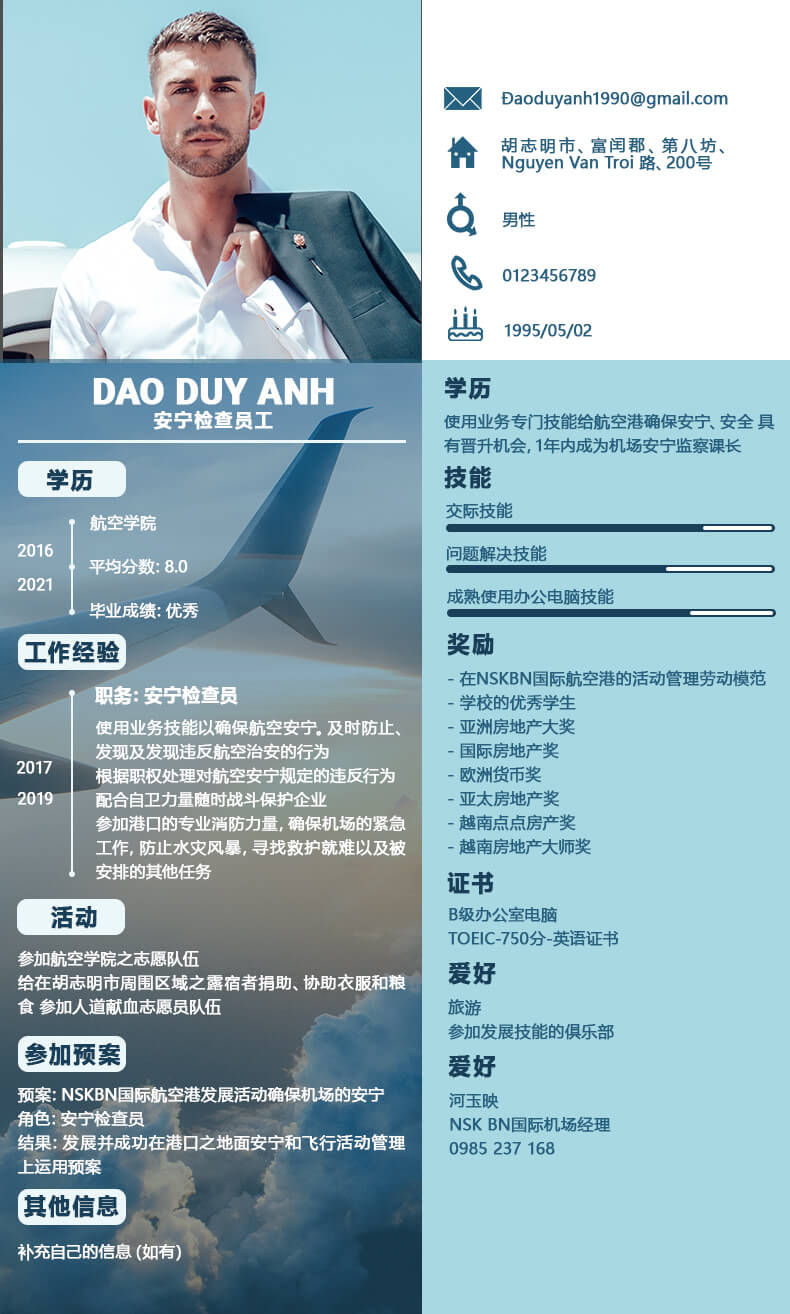 Đaoduyanh1990@gmail.com
胡志明市、富闰郡、第八坊、
Nguyen Van Troi 路、200号
男性
0123456789
1995/05/02
DAO DUY ANH
安宁检查员工
学历
航空学院
2016
平均分数: 8.0
2021
毕业成绩: 优秀
工作经验
职务: 安宁检查员
使用业务技能以确保航空安宁。及时防止、
发现及发现违反航空治安的行为
2017
根据职权处理对航空安宁规定的违反行为
2019
配合自卫力量随时战斗保护企业
参加港口的专业消防力量, 确保机场的紧急
工作, 防止水灾风暴, 寻找救护就难以及被
安排的其他任务
活动
参加航空学院之志愿队伍
给在胡志明市周围区域之露宿者捐助、协助衣服和粮
食 参加人道献血志愿员队伍
参加预案
预案: NSKBN国际航空港发展活动确保机场的安宁
角色: 安宁检查员
结果: 发展并成功在港口之地面安宁和飞行活动管理
上运用预案
其他信息
补充自己的信息 (如有)
学历
使用业务专门技能给航空港确保安宁、安全 具
有晋升机会, 1年内成为机场安宁监察课长
技能
交际技能
问题解决技能
成熟使用办公电脑技能
奖励
- 在NSKBN国际航空港的活动管理劳动模范
- 学校的优秀学生
- 亚洲房地产大奖
- 国际房地产奖
- 欧洲货币奖
- 亚太房地产奖
- 越南点点房产奖
- 越南房地产大师奖
证书
B级办公室电脑
TOEIC-750分-英语证书
爱好
旅游
参加发展技能的俱乐部
爱好
河玉映
NSK BN国际机场经理
0985 237 168